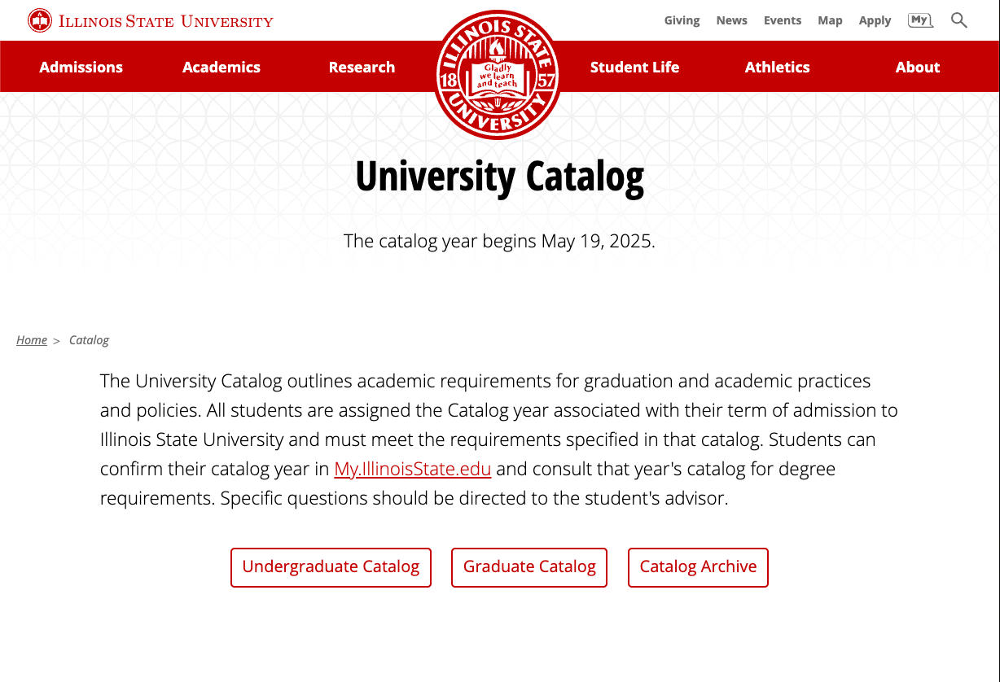 ILLINOIS STATE UNIVERSITY
Giving News Events Map Apply My
Admissions Academics Research Student Life Athletics About
ILLINOIS STATE
Gladly
we learn
and teach
18 57
UNIVERSITY
University Catalog
The catalog year begins May 19, 2025.
Home > Catalog
The University Catalog outlines academic requirements for graduation and academic practices
and policies. All students are assigned the Catalog year associated with their term of admission to
Illinois State University and must meet the requirements specified in that catalog. Students can
confirm their catalog year in My.IllinoisState.edu and consult that year's catalog for degree
requirements. Specific questions should be directed to the student's advisor.
Undergraduate Catalog Graduate Catalog Catalog Archive